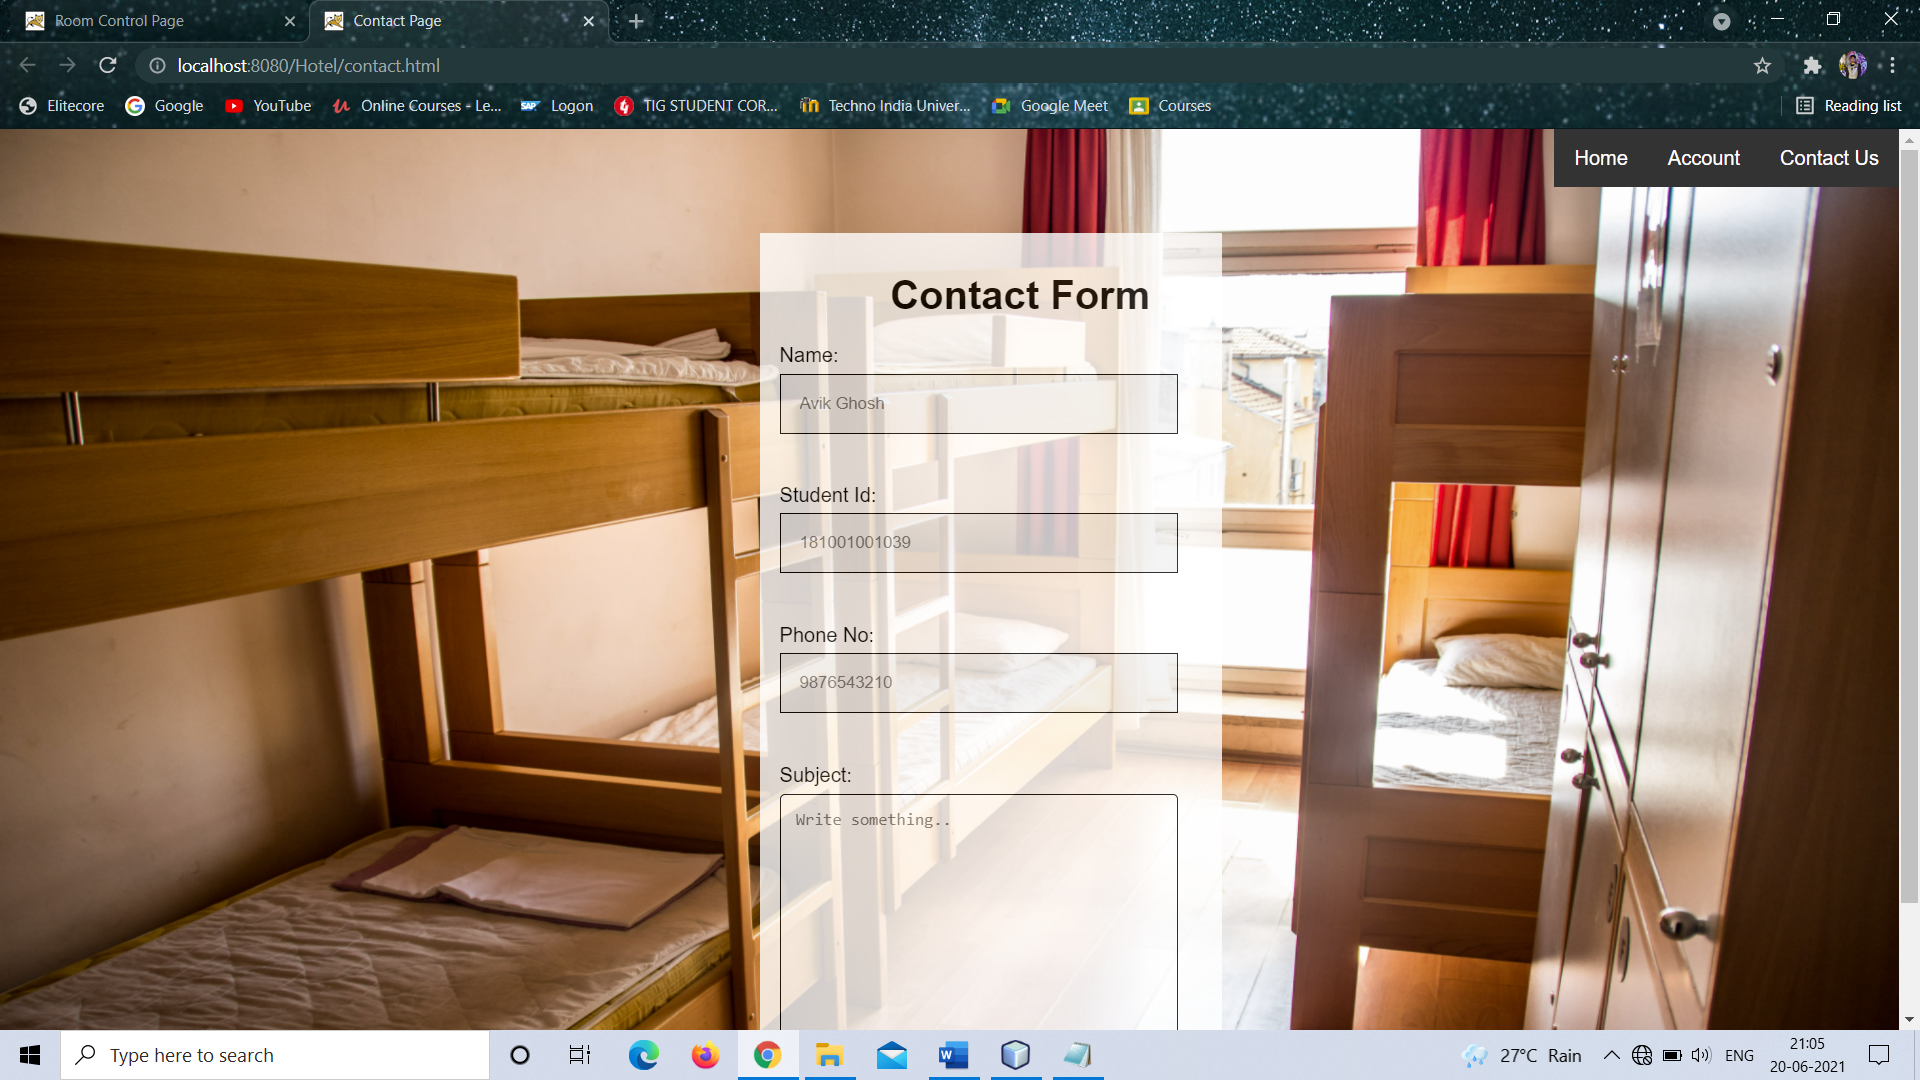 Room Control Page
Contact Page
localhost:8080/Hotel/contact.html
Elitecore Google YouTube Online Courses - Le... SAP Logon TIG STUDENT COR... Techno India Univer... Google Meet Courses Reading list
Home Account Contact Us
Contact Form
Name:
Avik Ghosh
Student Id:
181001001039
Phone No:
9876543210
Subject:
Write something..
Type here to search
27°C Rain
ENG
21:05
20-06-2021